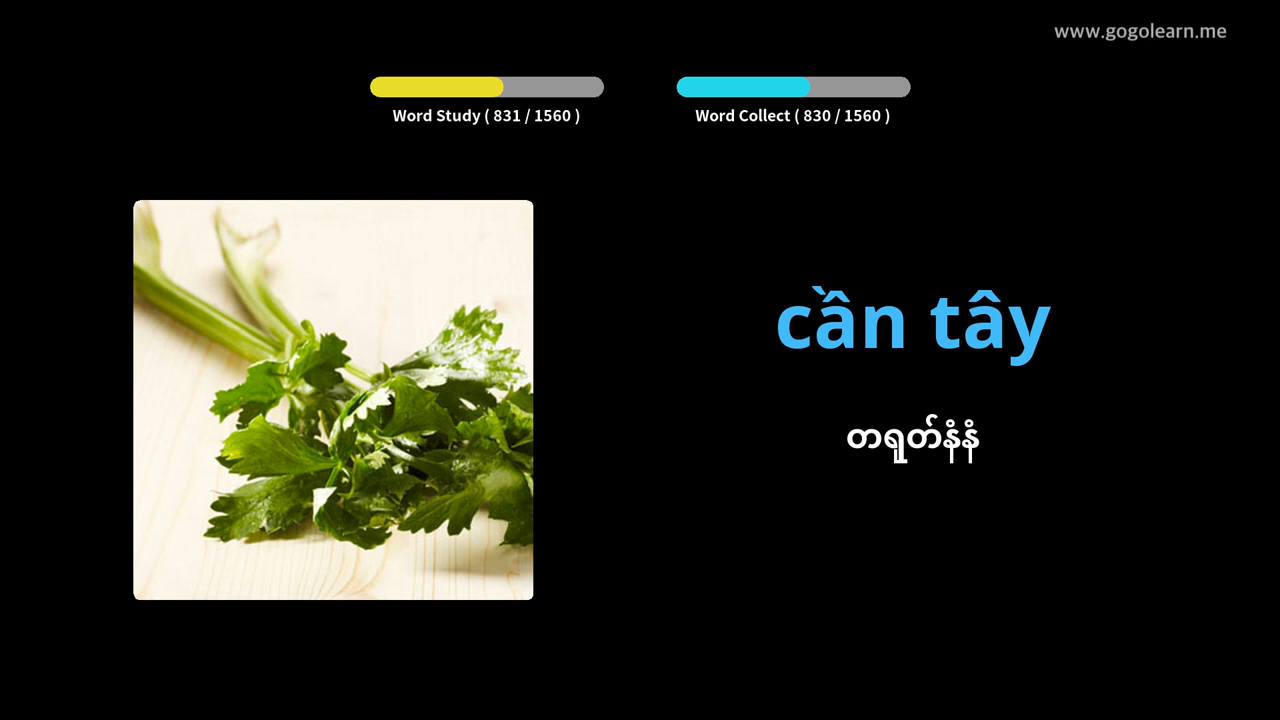 www.gogolearn.me
Word Study ( 831 / 1560 )
Word Collect ( 830 / 1560 )
cần tây
တရုတ်နံနံ